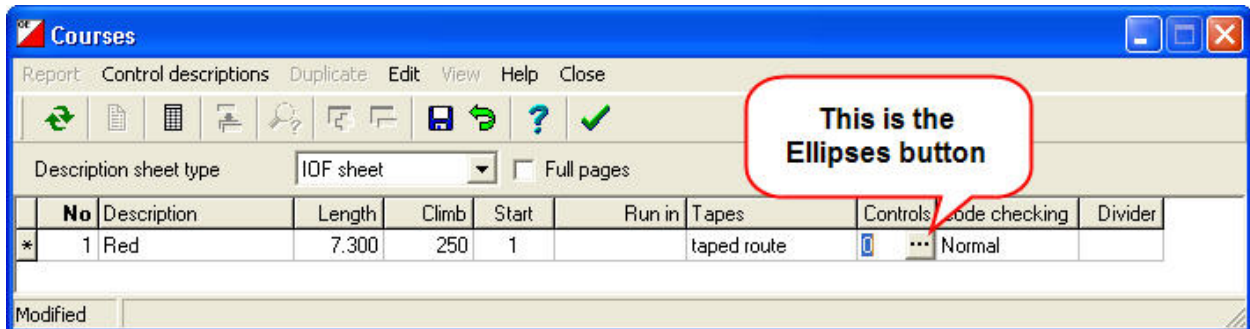 OE
Courses
Report Control descriptions Duplicate Edit View Help Close
This is the
Ellipses button
Description sheet type IOF sheet Full pages
No Description Length Climb Start Run in Tapes Controls ode checking Divider
* 1 Red 7.300 250 1 taped route 0 ... Normal
Modified